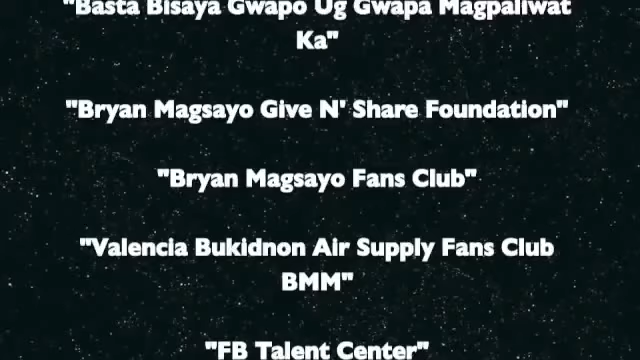 "Basta Bisaya Gwapo Ug Gwapa Magpaliwat
Ka"
"Bryan Magsayo Give N' Share Foundation"
"Bryan Magsayo Fans Club"
"Valencia Bukidnon Air Supply Fans Club
BMM"
"FB Talent Center"